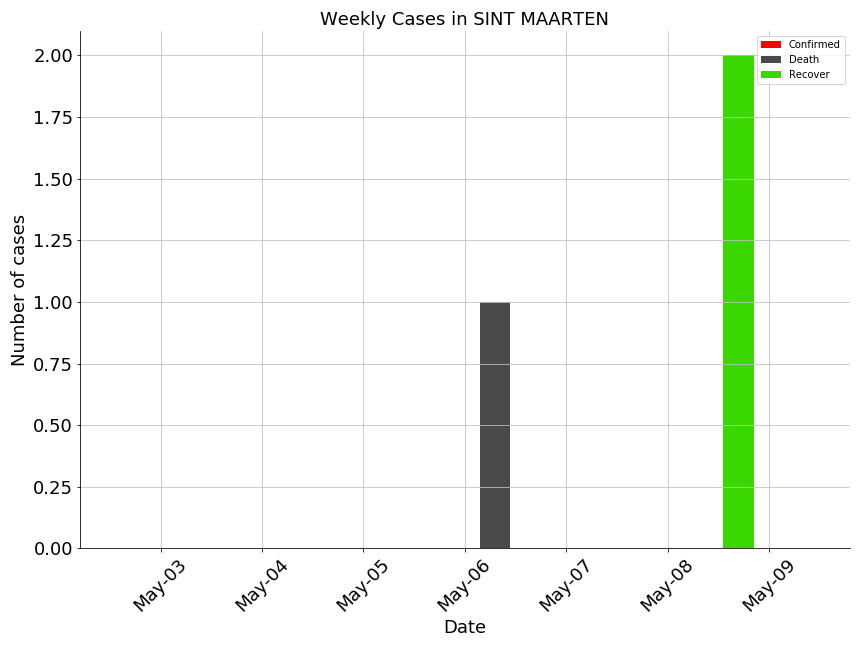 Weekly Cases in SINT MAARTEN
Confirmed
Death
Recover
Number of cases
2.00
1.75
1.50
1.25
1.00
0.75
0.50
0.25
0.00
May-03 May-04 May-05 May-06 May-07 May-08 May-09
Date